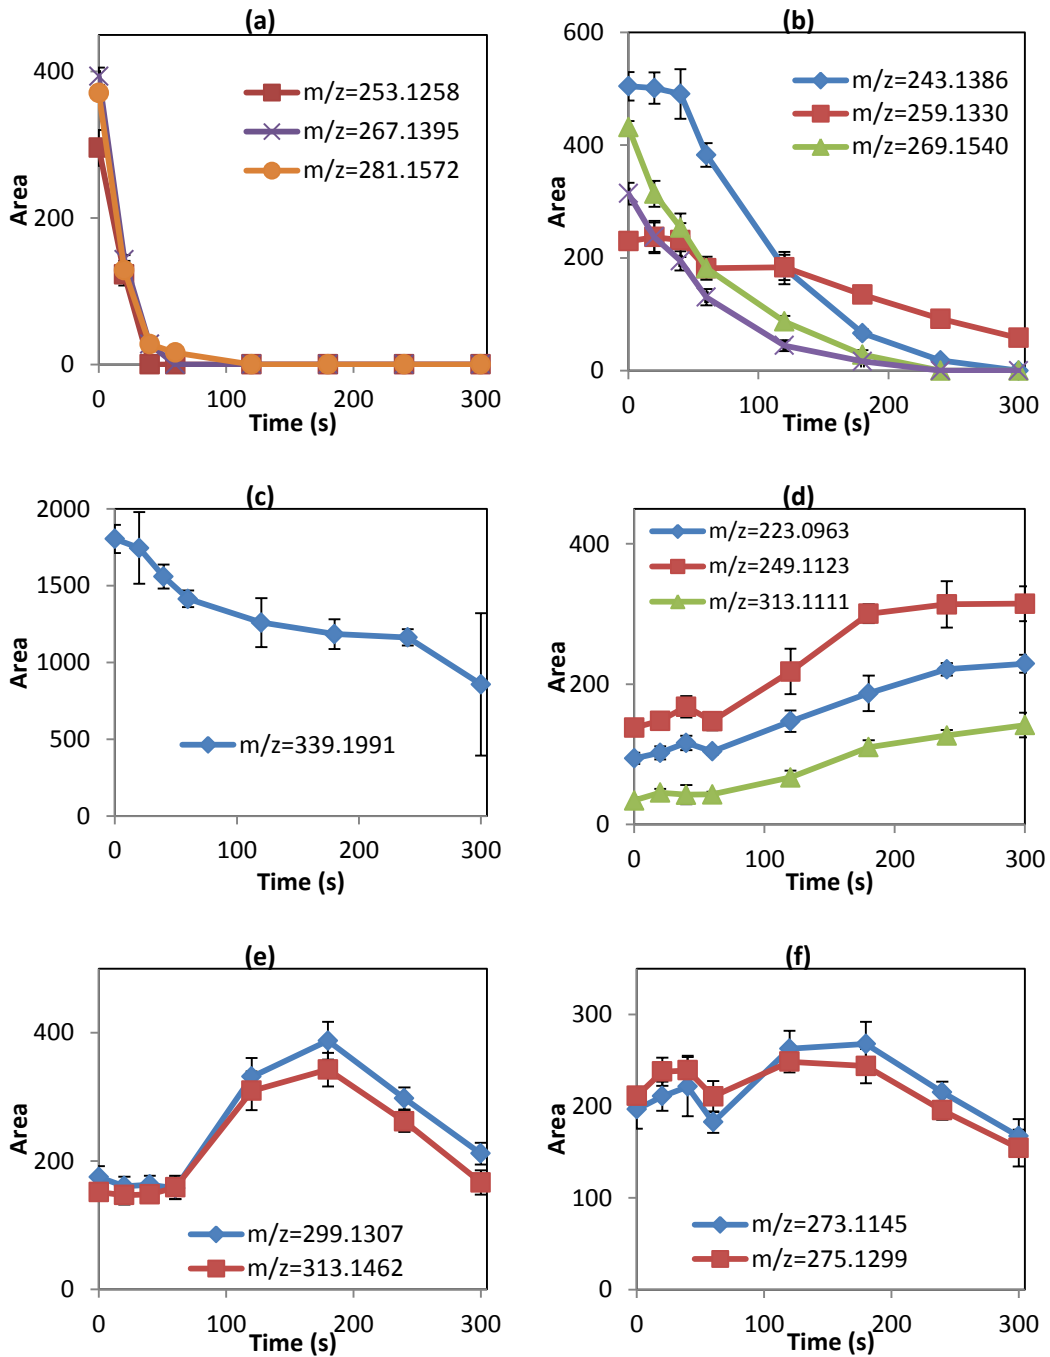 (a)
400
200
0
m/z=253.1258
m/z=267.1395
m/z=281.1572
Area
0 100 200 300
Time (s)
(b)
600
400
200
0
m/z=243.1386
m/z=259.1330
m/z=269.1540
Area
0 100 200 300
Time (s)
(c)
2000
1500
1000
500
0
m/z=339.1991
Area
0 100 200 300
Time (s)
(d)
400
200
0
m/z=223.0963
m/z=249.1123
m/z=313.1111
Area
0 100 200 300
Time (s)
(e)
400
200
0
m/z=299.1307
m/z=313.1462
Area
0 100 200 300
Time (s)
(f)
300
200
100
0
m/z=273.1145
m/z=275.1299
Area
0 100 200 300
Time (s)